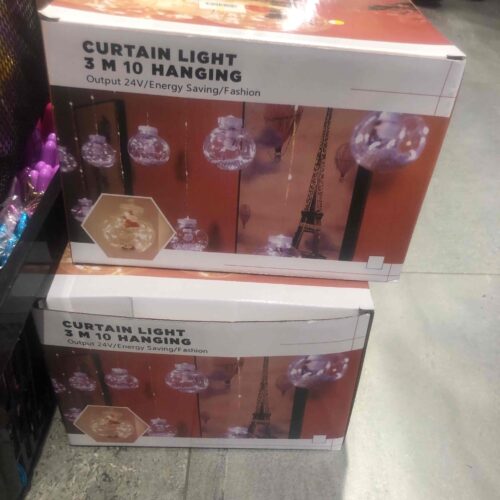 CURTAIN LIGHT
3 M 10 HANGING
Output 24V/Energy Saving/Fashion
CURTAIN LIGHT
3 M 10 HANGING
Output 24V/Energy Saving/Fashion